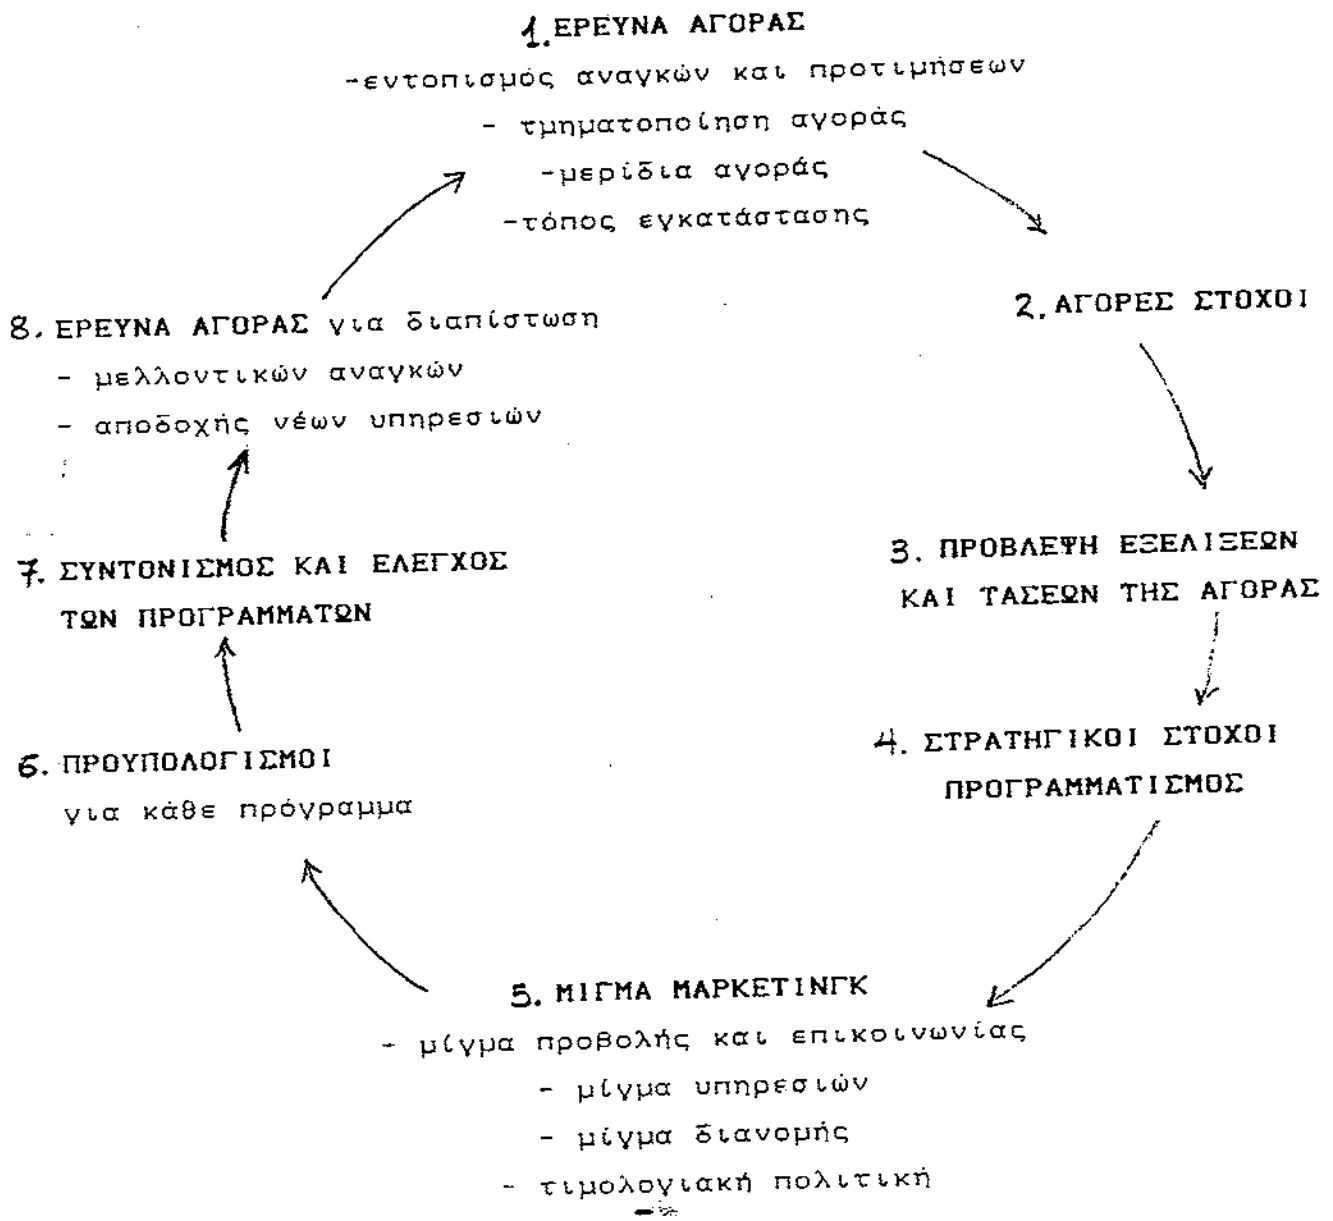 1. ΕΡΕΥΝΑ ΑΓΟΡΑΣ
-εντοπισμός αναγκών και προτιμήσεων
- τμηματοποίηση αγοράς
-μερίδια αγοράς
-τόπος εγκατάστασης
2. ΑΓΟΡΕΣ ΣΤΟΧΟΙ
3. ΠΡΟΒΛΕΨΗ ΕΞΕΛΙΞΕΩΝ
ΚΑΙ ΤΑΣΕΩΝ ΤΗΣ ΑΓΟΡΑΣ
4. ΣΤΡΑΤΗΓΙΚΟΙ ΣΤΟΧΟΙ
ΠΡΟΓΡΑΜΜΑΤΙΣΜΟΣ
5. ΜΙΓΜΑ ΜΑΡΚΕΤΙΝΓΚ
- μίγμα προβολής και επικοινωνίας
- μίγμα υπηρεσιών
- μίγμα διανομής
- τιμολογιακή πολιτική
6. ΠΡΟΥΠΟΛΟΓΙΣΜΟΙ
για κάθε πρόγραμμα
7. ΣΥΝΤΟΝΙΣΜΟΣ ΚΑΙ ΕΛΕΓΧΟΣ
ΤΩΝ ΠΡΟΓΡΑΜΜΑΤΩΝ
8. ΕΡΕΥΝΑ ΑΓΟΡΑΣ για διαπίστωση
- μελλοντικών αναγκών
- αποδοχής νέων υπηρεσιών